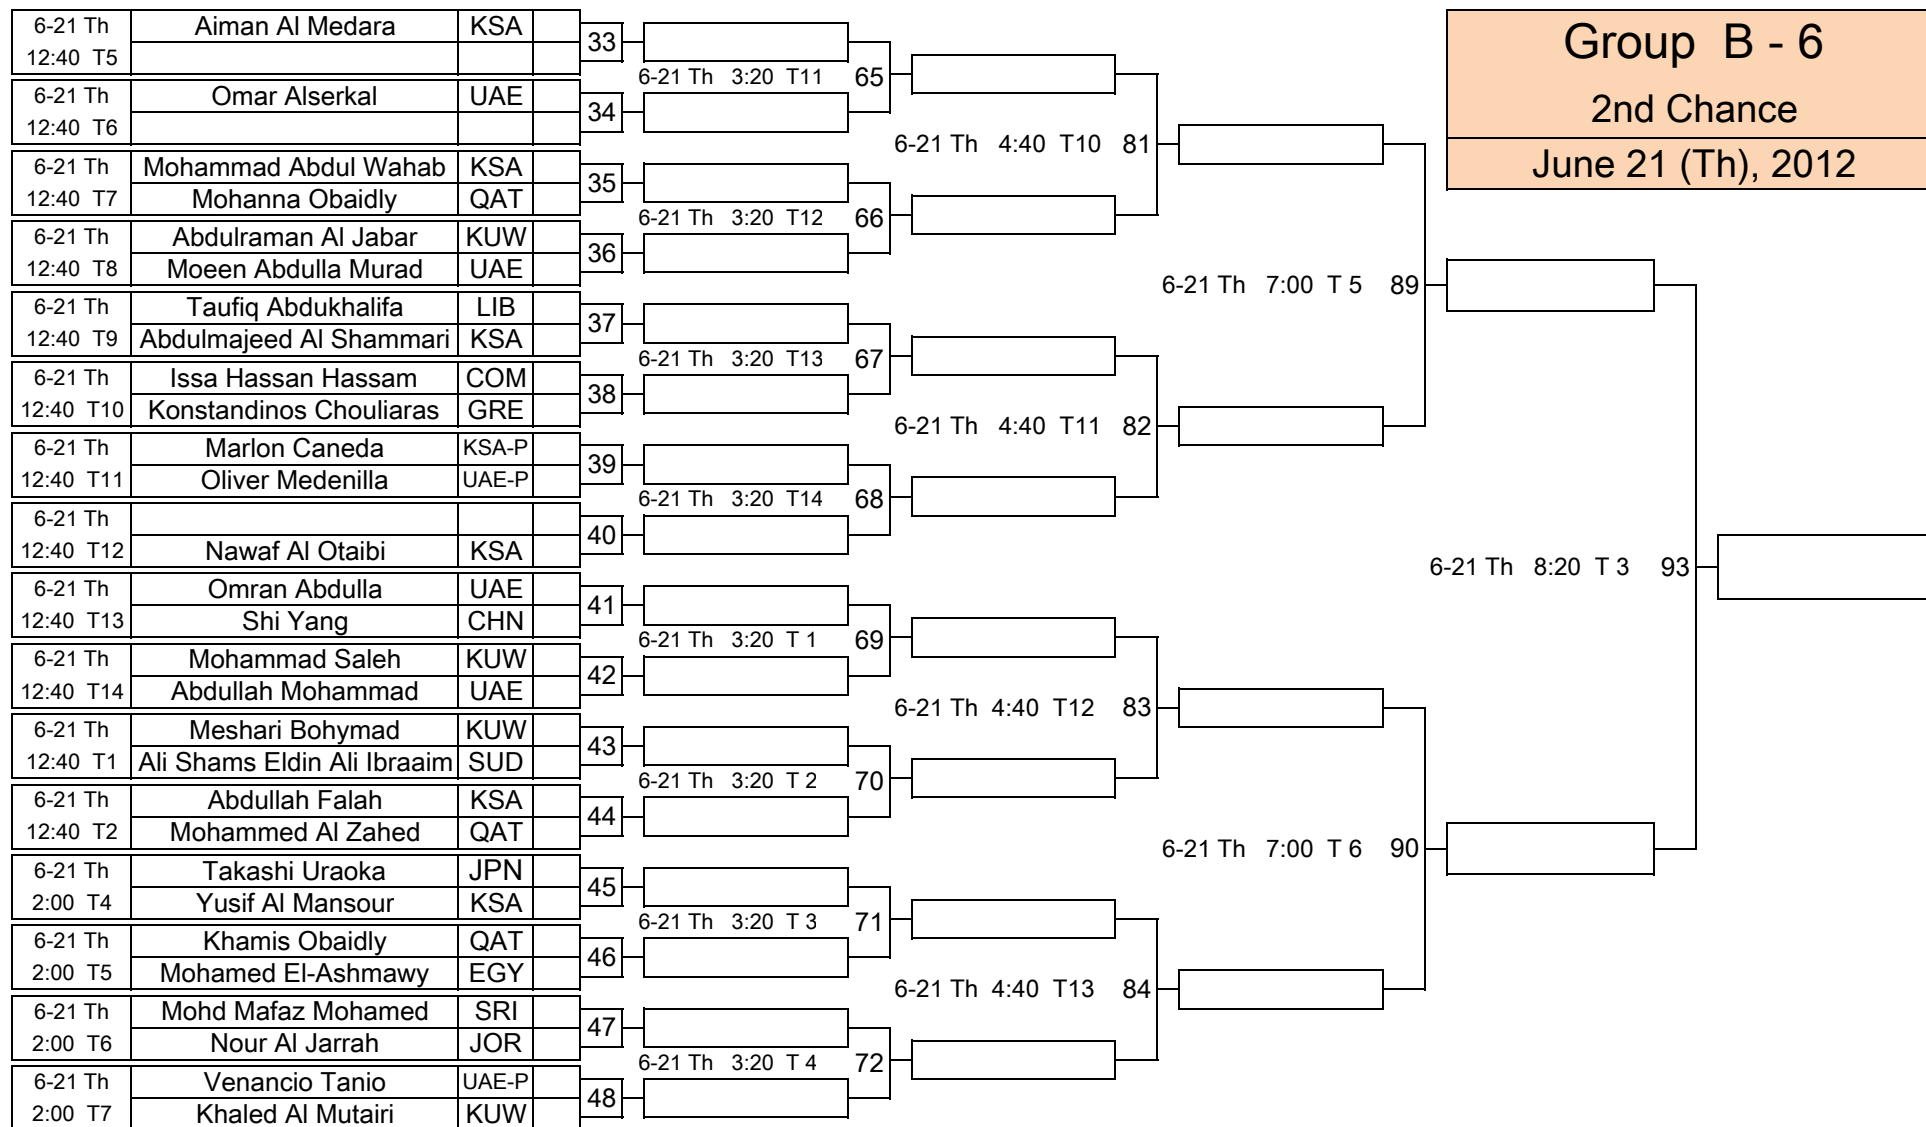 Group B - 6
2nd Chance
June 21 (Th), 2012
6-21 Th Aiman Al Medara KSA
12:40 T5
33
6-21 Th 3:20 T11 65
6-21 Th Omar Alserkal UAE
12:40 T6
34
6-21 Th 4:40 T10 81
6-21 Th Mohammad Abdul Wahab KSA
12:40 T7 Mohanna Obaidly QAT
35
6-21 Th 3:20 T12 66
6-21 Th Abdulraman Al Jabar KUW
12:40 T8 Moeen Abdulla Murad UAE
36
6-21 Th 7:00 T 5 89
6-21 Th Taufiq Abdukhalifa LIB
12:40 T9 Abdulmajeed Al Shammari KSA
37
6-21 Th 3:20 T13 67
6-21 Th Issa Hassan Hassam COM
12:40 T10 Konstandinos Chouliaras GRE
38
6-21 Th 4:40 T11 82
6-21 Th Marlon Caneda KSA-P
12:40 T11 Oliver Medenilla UAE-P
39
6-21 Th 3:20 T14 68
6-21 Th
12:40 T12 Nawaf Al Otaibi KSA
40
6-21 Th 8:20 T 3 93
6-21 Th Omran Abdulla UAE
12:40 T13 Shi Yang CHN
41
6-21 Th 3:20 T 1 69
6-21 Th Mohammad Saleh KUW
12:40 T14 Abdullah Mohammad UAE
42
6-21 Th 4:40 T12 83
6-21 Th Meshari Bohymad KUW
12:40 T1 Ali Shams Eldin Ali Ibraaim SUD
43
6-21 Th 3:20 T 2 70
6-21 Th Abdullah Falah KSA
12:40 T2 Mohammed Al Zahed QAT
44
6-21 Th 7:00 T 6 90
6-21 Th Takashi Uraoka JPN
2:00 T4 Yusif Al Mansour KSA
45
6-21 Th 3:20 T 3 71
6-21 Th Khamis Obaidly QAT
2:00 T5 Mohamed El-Ashmawy EGY
46
6-21 Th 4:40 T13 84
6-21 Th Mohd Mafaz Mohamed SRI
2:00 T6 Nour Al Jarrah JOR
47
6-21 Th 3:20 T 4 72
6-21 Th Venancio Tanio UAE-P
2:00 T7 Khaled Al Mutairi KUW
48